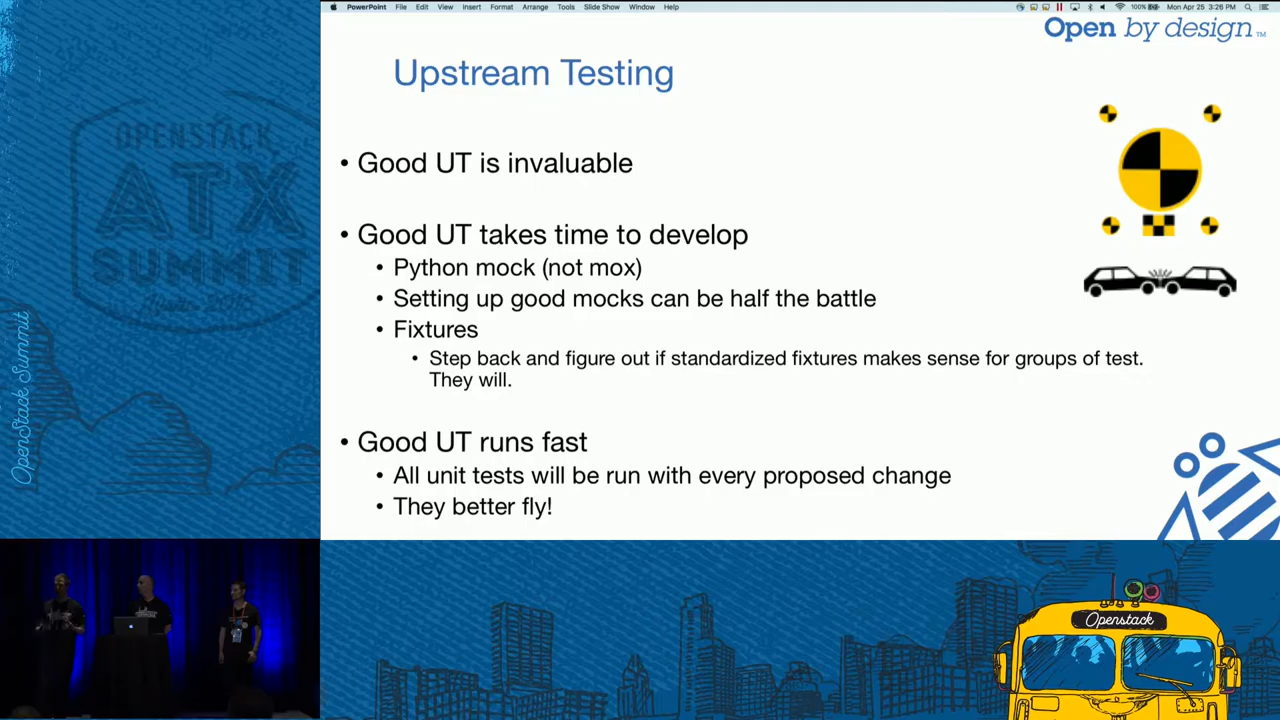 PowerPoint File Edit View Insert Format Arrange Tools Slide Show Window Help
100% Mon Apr 25 3:26 PM
Open by design™
Upstream Testing
• Good UT is invaluable
• Good UT takes time to develop
• Python mock (not mox)
• Setting up good mocks can be half the battle
• Fixtures
• Step back and figure out if standardized fixtures makes sense for groups of test.
They will.
• Good UT runs fast
• All unit tests will be run with every proposed change
• They better fly!
OPENSTACK
ATX
SUMMIT
OpenStack Summit
Openstack